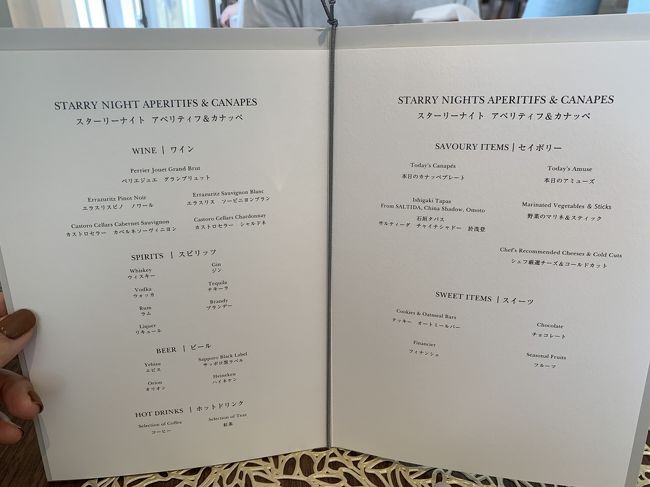 STARRY NIGHT APERITIFS & CANAPES
スターリーナイト アペリティフ＆カナッペ
WINE | ワイン
Perrier Jouet Grand Brut
ペリエジュエ グランブリュット
Errazuritz Pinot Noir
エラスリスピノ ノワール
Errazuritz Sauvignon Blanc
エラスリス ソービニヨンブラン
Castoro Cellars Cabernet Sauvignon
カストロセラー カベルネソーヴィニヨン
Castoro Cellars Chardonnay
カストロセラー シャルドネ
SPIRITS | スピリッツ
Whiskey
ウィスキー
Gin
ジン
Vodka
ウォッカ
Tequila
テキーラ
Rum
ラム
Brandy
ブランデー
Liquer
リキュール
BEER | ビール
Yebisu
エビス
Sapporo Black Label
サッポロ黒ラベル
Orion
オリオン
Heineken
ハイネケン
HOT DRINKS | ホットドリンク
Selection of Coffee
コーヒー
Selection of Teas
紅茶
STARRY NIGHTS APERITIFS & CANAPES
スターリーナイト アペリティフ＆カナッペ
SAVOURY ITEMS | セイボリー
Today's Canapés
本日のカナッペプレート
Today's Amuse
本日のアミューズ
Ishigaki Tapas
From SALTIDA, China Shadow, Omoto
石垣タパス
サルティーダ チャイナシャドー 於茂登
Marinated Vegetables & Sticks
野菜のマリネ＆スティック
Chef's Recommended Cheeses & Cold Cuts
シェフ厳選チーズ＆コールドカット
SWEET ITEMS | スイーツ
Cookies & Oatmeal Bars
クッキー オートミールバー
Chocolate
チョコレート
Financier
フィナンシェ
Seasonal Fruits
フルーツ